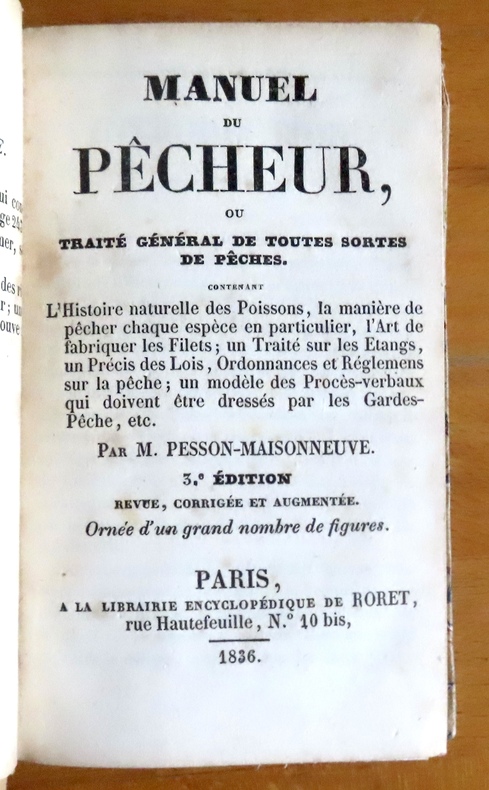 MANUEL
DU
PÊCHEUR,
OU
TRAITÉ GÉNÉRAL DE TOUTES SORTES
DE PÊCHES.
CONTENANT
L'Histoire naturelle des Poissons, la manière de
pêcher chaque espèce en particulier, l'Art de
fabriquer les Filets; un Traité sur les Etangs,
un Précis des Lois, Ordonnances et Réglemens
sur la pêche; un modèle des Procès-verbaux
qui doivent être dressés par les Gardes-
Pêche, etc.
PAR M. PESSON-MAISONNEUVE.
3.e ÉDITION
REVUE, CORRIGÉE ET AUGMENTÉE.
Ornée d'un grand nombre de figures.
PARIS,
A LA LIBRAIRIE ENCYCLOPÉDIQUE DE RORET,
rue Hautefeuille, N.º 10 bis,
1836.